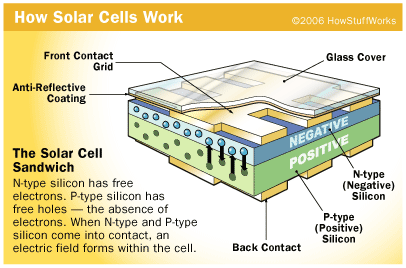 How Solar Cells Work
©2006 HowStuffWorks
Front Contact
Grid
Glass Cover
Anti-Reflective
Coating
NEGATIVE
POSITIVE
The Solar Cell
Sandwich
N-type silicon has free
electrons. P-type silicon has
free holes — the absence of
electrons. When N-type and P-type
silicon come into contact, an
electric field forms within the cell.
N-type
(Negative)
Silicon
P-type
(Positive)
Silicon
Back Contact